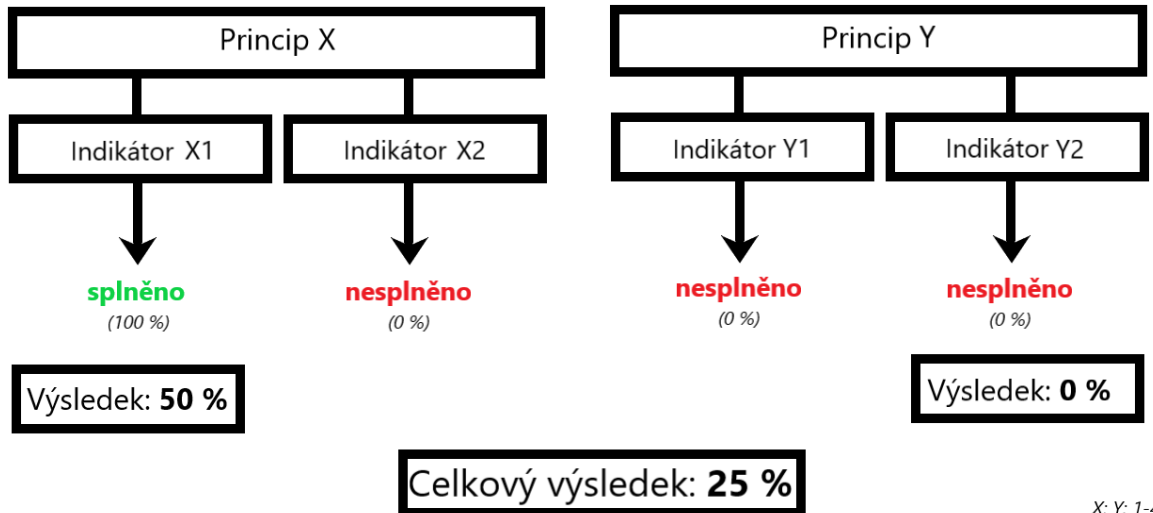 Princip X
Princip Y
Indikátor X1
Indikátor X2
Indikátor Y1
Indikátor Y2
splněno
nesplněno
nesplněno
nesplněno
(100 %)
(0 %)
(0 %)
(0 %)
Výsledek: 50 %
Výsledek: 0 %
Celkový výsledek: 25 %
X; Y; 1-